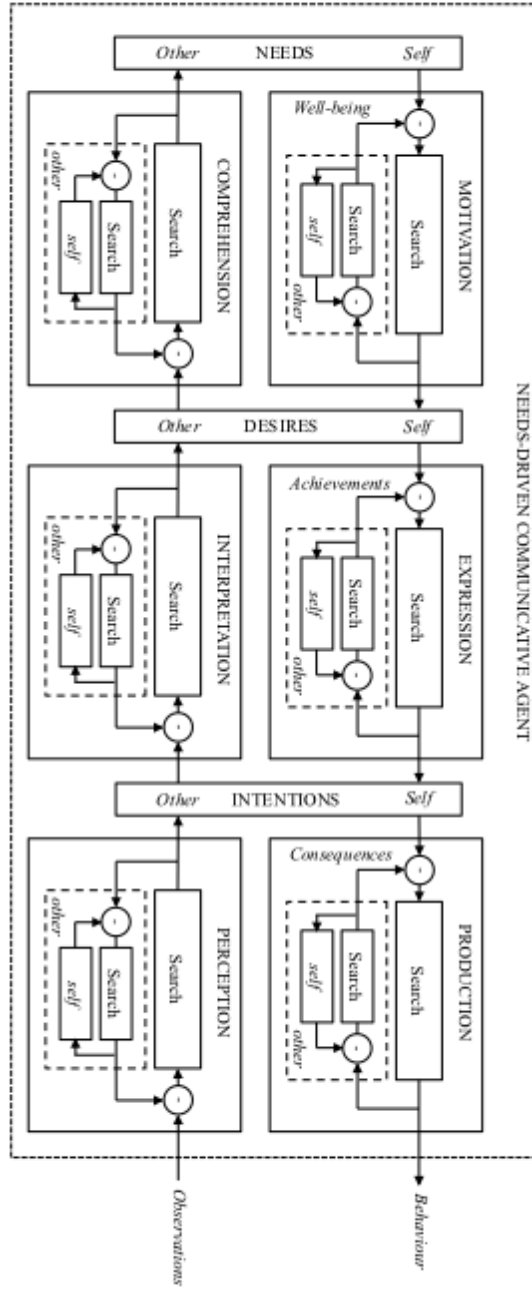 NEEDS-DRIVEN COMMUNICATIVE AGENT
Other NEEDS Self
MOTIVATION
Well-being
Search
Search
self
other
COMPREHENSION
Search
Search
self
other
Other DESIRES Self
EXPRESSION
Achievements
Search
Search
self
other
INTERPRETATION
Search
Search
self
other
Other INTENTIONS Self
PRODUCTION
Consequences
Search
Search
self
other
PERCEPTION
Search
Search
self
other
Observations
Behaviour